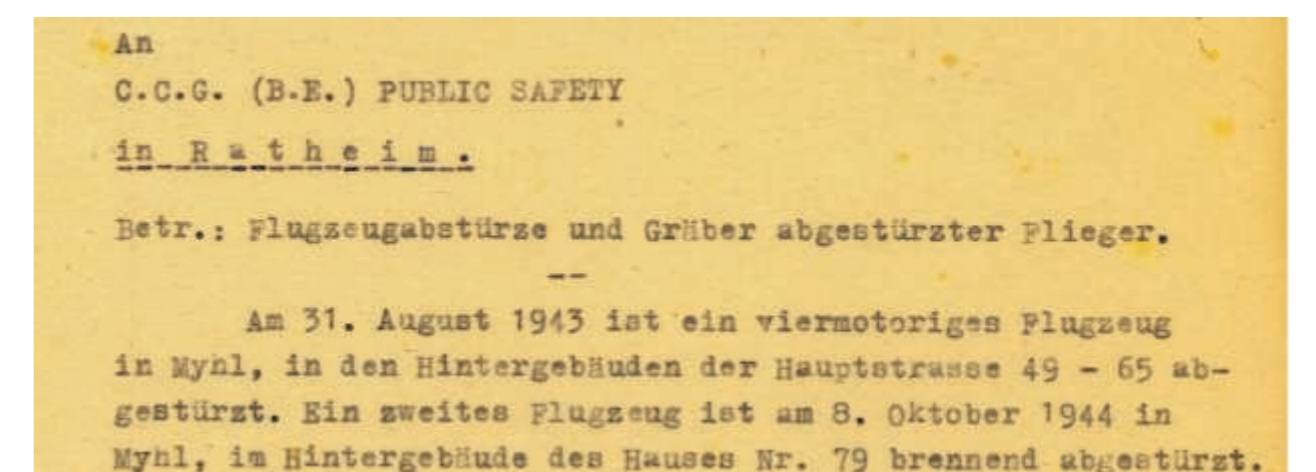 An
C.C.G. (B.E.) PUBLIC SAFETY
in R a t h e i m .
Betr.: Flugzeugabstürze und Gräber abgestürzter Flieger.
--
Am 31. August 1943 ist ein viermotoriges Flugzeug
in Myhl, in den Hintergebäuden der Hauptstrasse 49 - 65 ab-
gestürzt. Ein zweites Flugzeug ist am 8. Oktober 1944 in
Myhl, im Hintergebäude des Hauses Nr. 79 brennend abgestürzt.